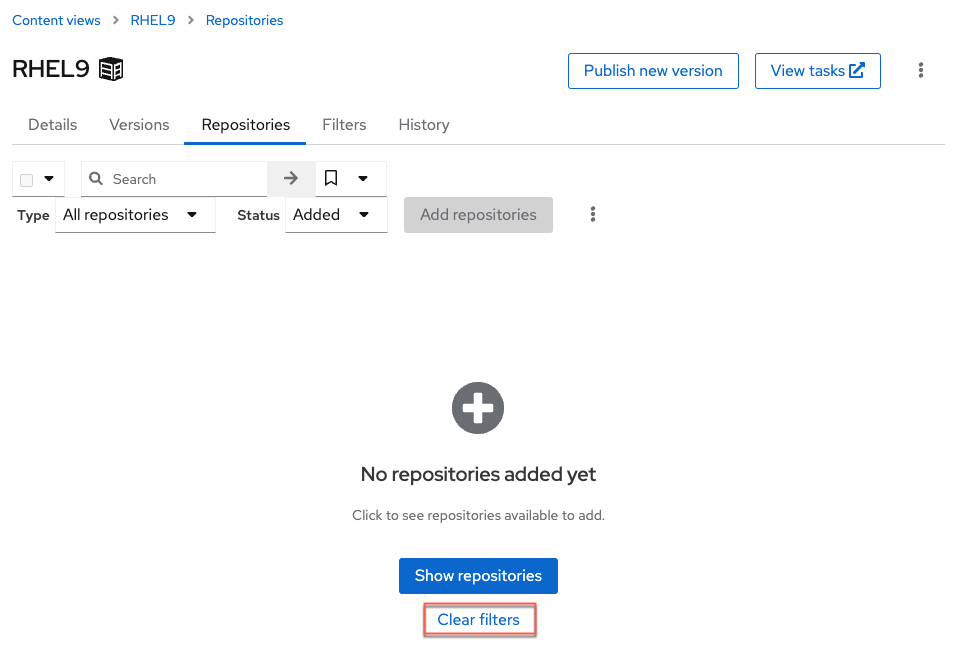 Content views > RHEL9 > Repositories
RHEL9
Publish new version
View tasks
Details Versions Repositories Filters History
Search
Type All repositories Status Added Add repositories
No repositories added yet
Click to see repositories available to add.
Show repositories
Clear filters